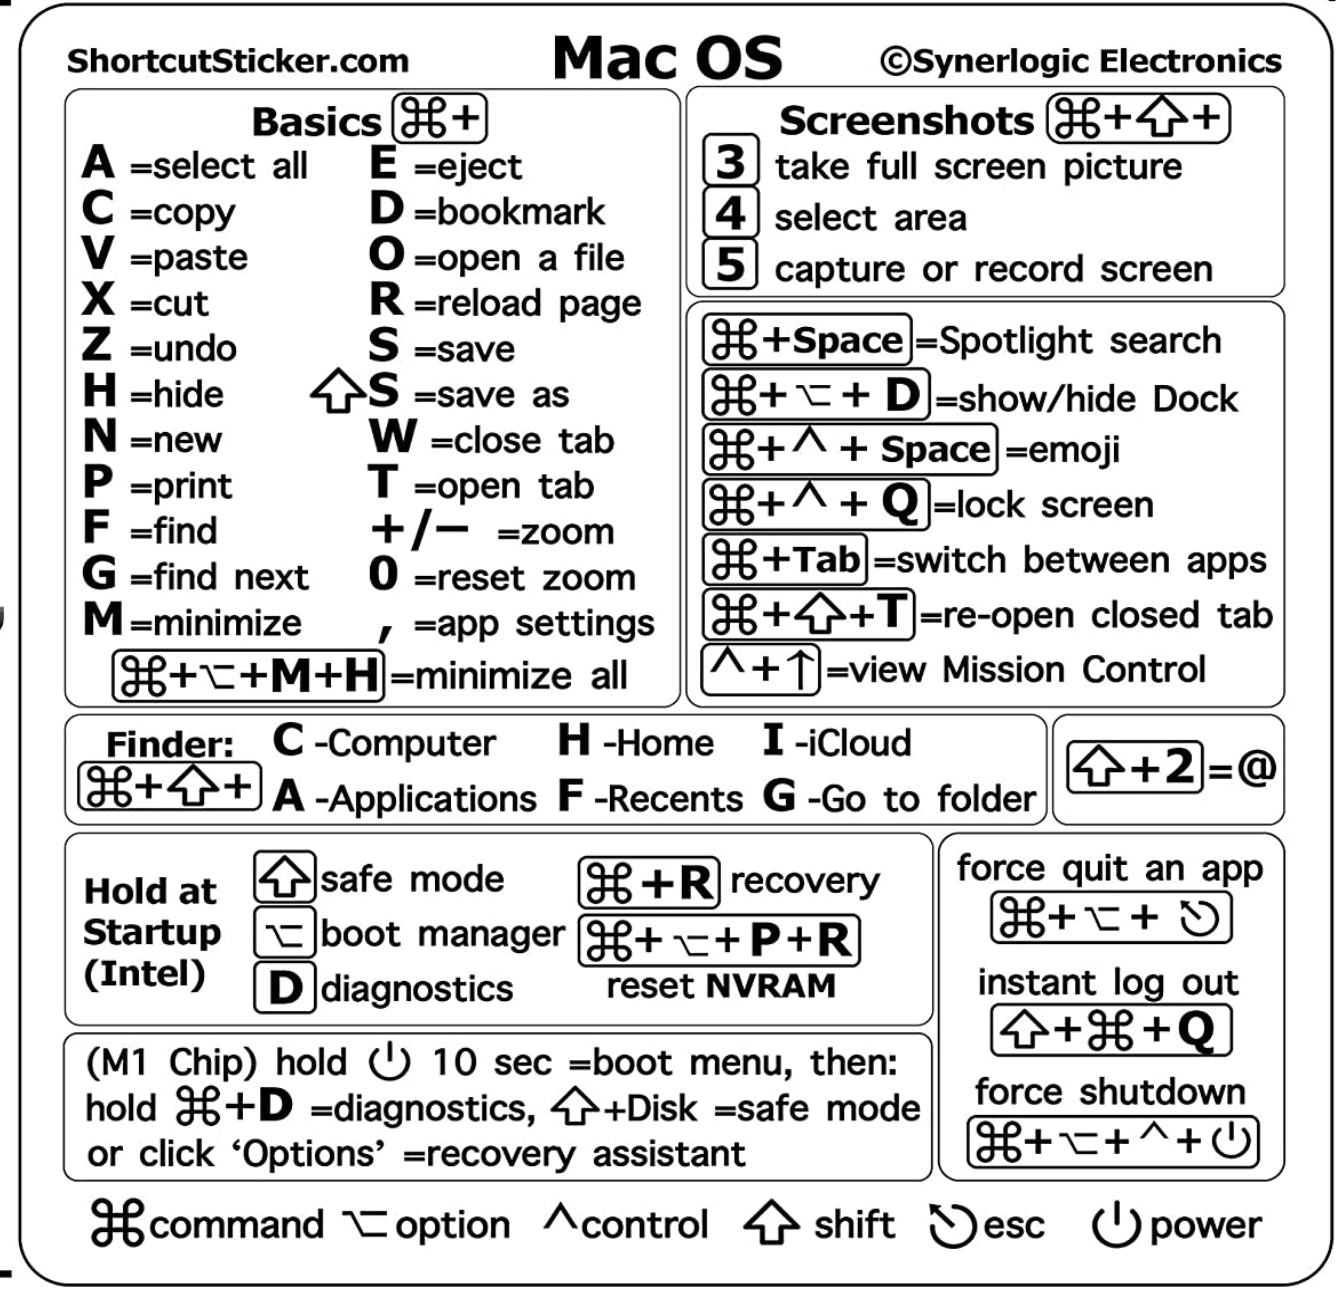 ShortcutSticker.com Mac OS ©Synerlogic Electronics
Basics ⌘+
A =select all E =eject
C =copy D =bookmark
V =paste O =open a file
X =cut R =reload page
Z =undo S =save
H =hide ⇧S =save as
N =new W =close tab
P =print T =open tab
F =find +/− =zoom
G =find next 0 =reset zoom
M =minimize , =app settings
⌘+⌥+M+H =minimize all
Screenshots ⌘+⇧+
3 take full screen picture
4 select area
5 capture or record screen
⌘+Space =Spotlight search
⌘+⌥+ D =show/hide Dock
⌘+^+ Space =emoji
⌘+^+ Q =lock screen
⌘+Tab =switch between apps
⌘+⇧+T =re-open closed tab
^+↑ =view Mission Control
Finder: C -Computer H -Home I -iCloud
⌘+⇧+ A -Applications F -Recents G -Go to folder
⇧+2 =@
Hold at
Startup
(Intel)
⇧ safe mode ⌘+R recovery
⌥ boot manager ⌘+⌥+P+R
D diagnostics reset NVRAM
(M1 Chip) hold ⏻ 10 sec =boot menu, then:
hold ⌘+D =diagnostics, ⇧+Disk =safe mode
or click ‘Options’ =recovery assistant
force quit an app
⌘+⌥+⎋
instant log out
⇧+⌘+Q
force shutdown
⌘+⌥+^+⏻
⌘command ⌥option ^control ⇧ shift ⎋esc ⏻power